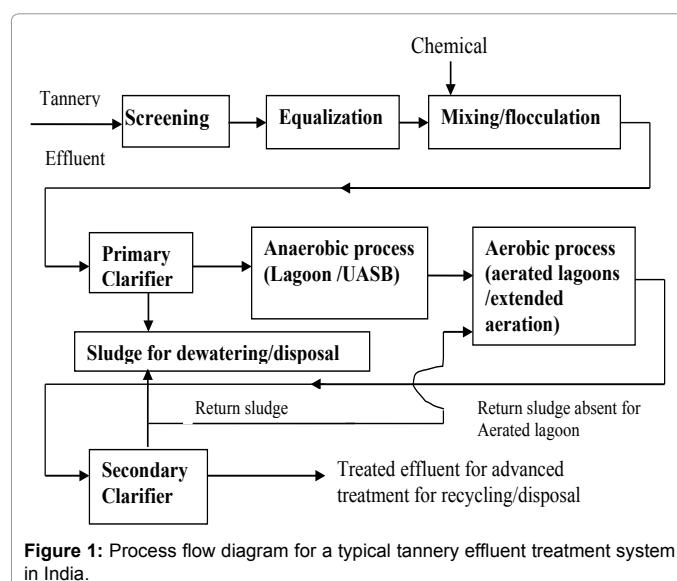 Chemical
Tannery
Effluent
Screening
Equalization
Mixing/flocculation
Primary
Clarifier
Anaerobic process
(Lagoon /UASB)
Aerobic process
(aerated lagoons
/extended
aeration)
Sludge for dewatering/disposal
Return sludge
Return sludge absent for
Aerated lagoon
Secondary
Clarifier
Treated effluent for advanced
treatment for recycling/disposal
Figure 1: Process flow diagram for a typical tannery effluent treatment system
in India.